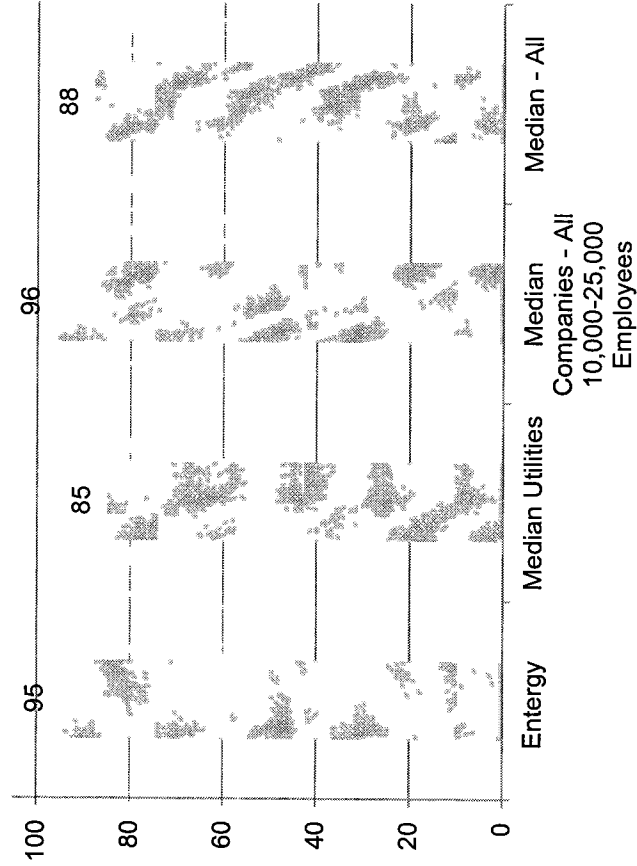 100
80
60
40
20
0
95
85
96
88
Entergy
Median Utilities
Median
Companies - All
10,000-25,000
Employees
Median - All